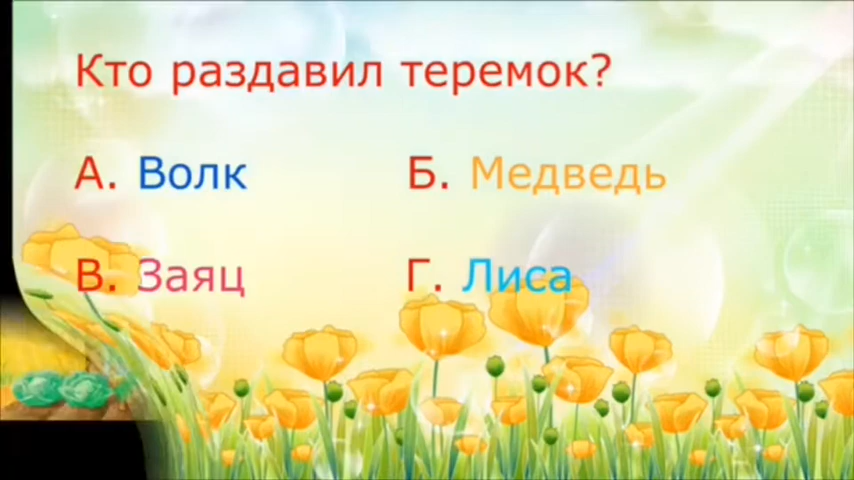 Кто раздавил теремок?
А. Волк Б. Медведь
В. Заяц Г. Лиса